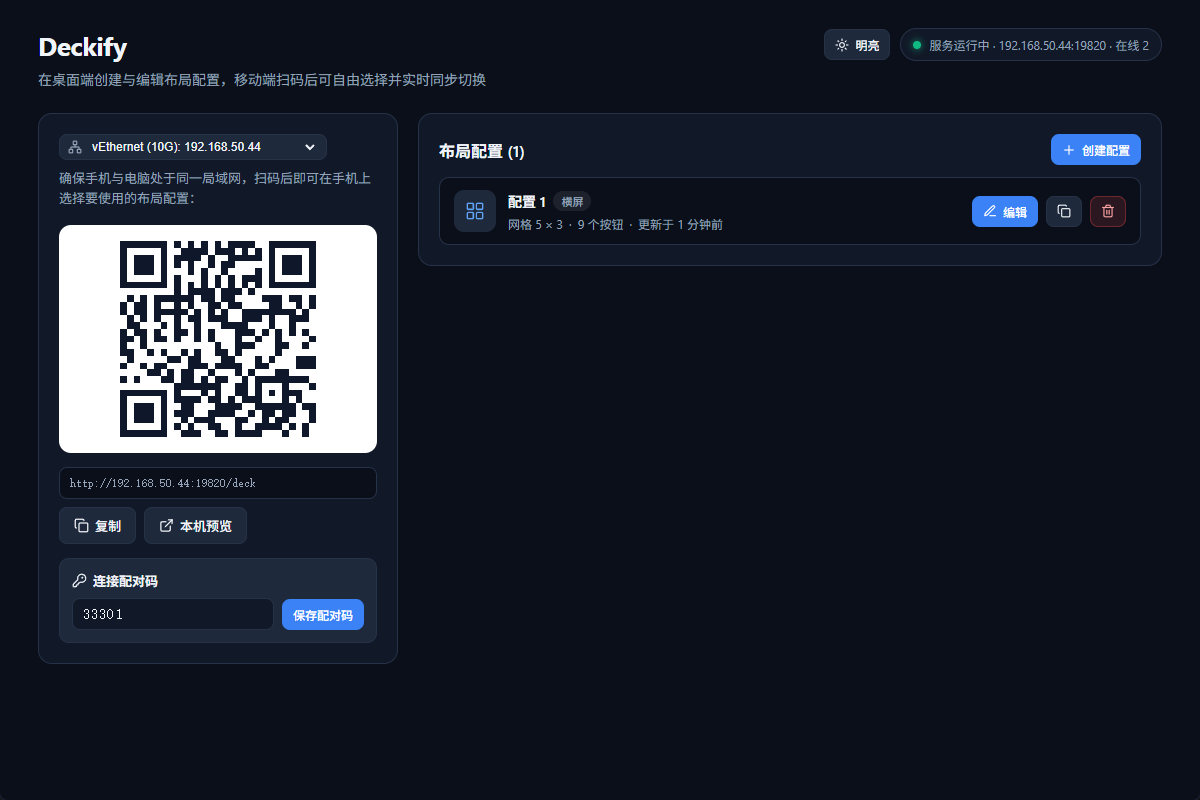 Deckify
在桌面端创建与编辑布局配置，移动端扫码后可自由选择并实时同步切换
明亮
服务运行中 · 192.168.50.44:19820 · 在线 2
vEthernet (10G): 192.168.50.44
确保手机与电脑处于同一局域网，扫码后即可在手机上
选择要使用的布局配置：
http://192.168.50.44:19820/deck
复制
本机预览
连接配对码
33301
保存配对码
布局配置 (1)
创建配置
配置 1 横屏
网格 5 × 3 · 9 个按钮 · 更新于 1 分钟前
编辑